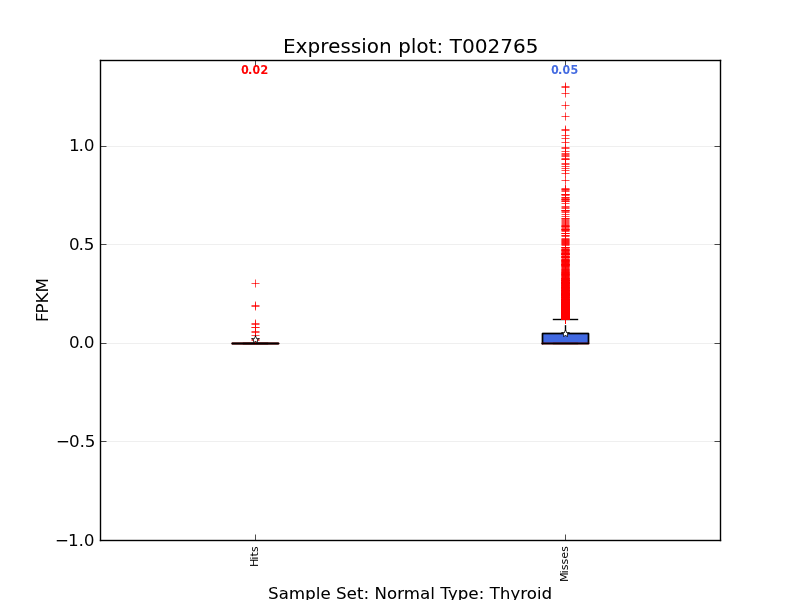 Expression plot: T002765
0.02
0.05
1.0
0.5
0.0
−0.5
−1.0
FPKM
Hits
Misses
Sample Set: Normal Type: Thyroid